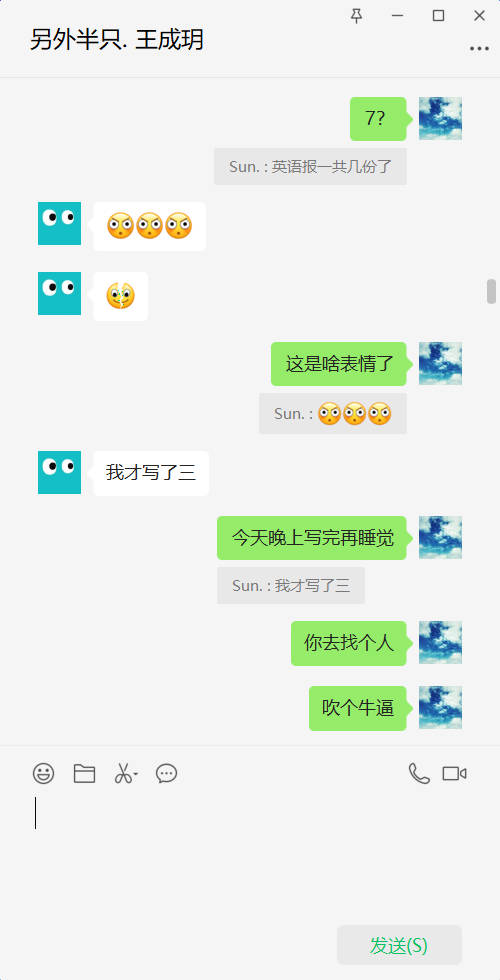 另外半只. 王成玥
7?
Sun. : 英语报一共几份了
这是啥表情了
Sun. :
我才写了三
今天晚上写完再睡觉
Sun. : 我才写了三
你去找个人
吹个牛逼
发送(S)